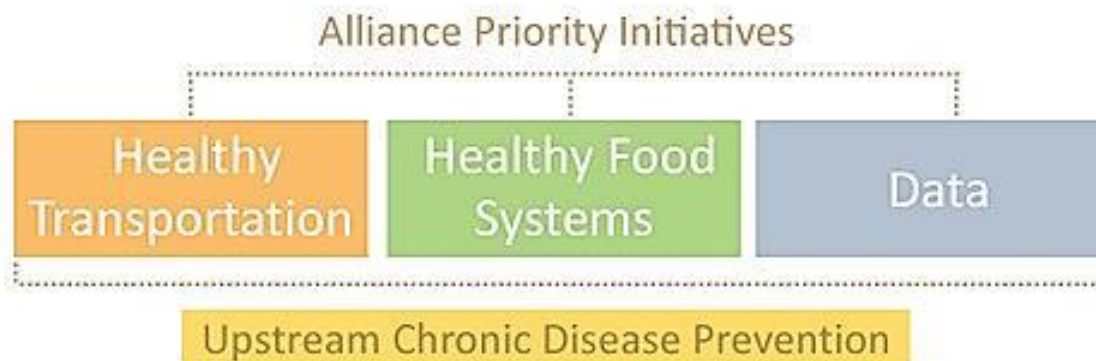 Alliance Priority Initiatives
Healthy
Transportation
Healthy Food
Systems
Data
Upstream Chronic Disease Prevention